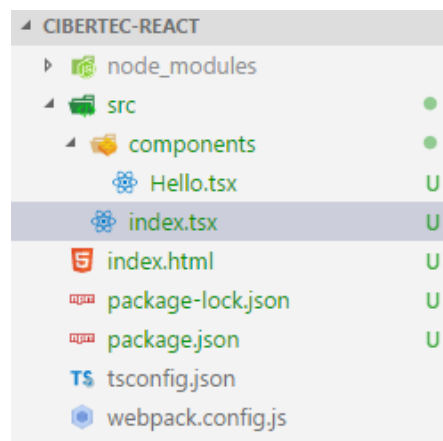 CIBERTEC-REACT
node_modules
src
components
Hello.tsx U
index.tsx U
index.html U
package-lock.json U
package.json U
TS tsconfig.json
webpack.config.js